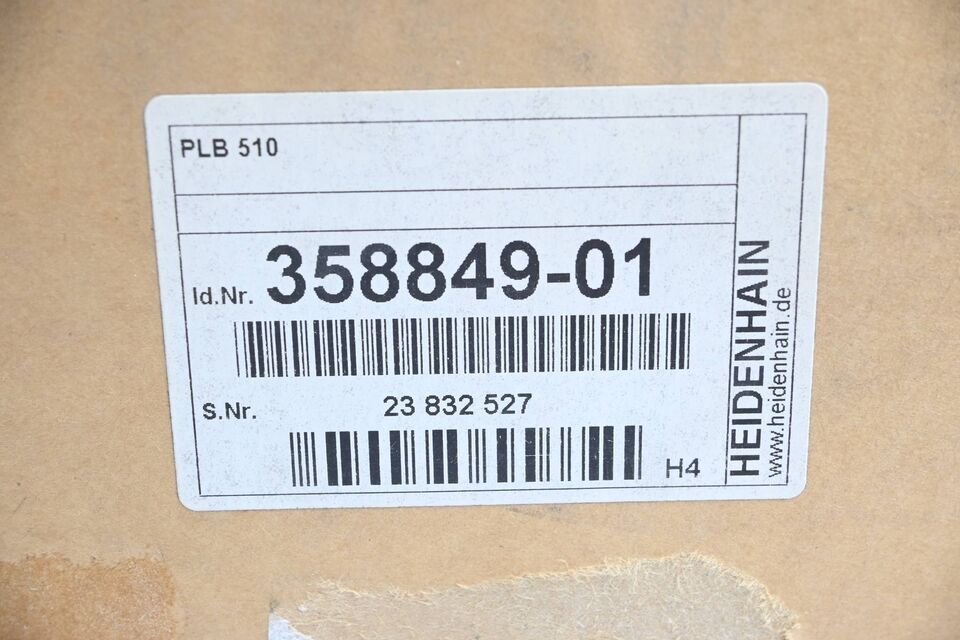 PLB 510
Id.Nr. 358849-01
S.Nr. 23 832 527
H4
HEIDENHAIN
www.heidenhain.de